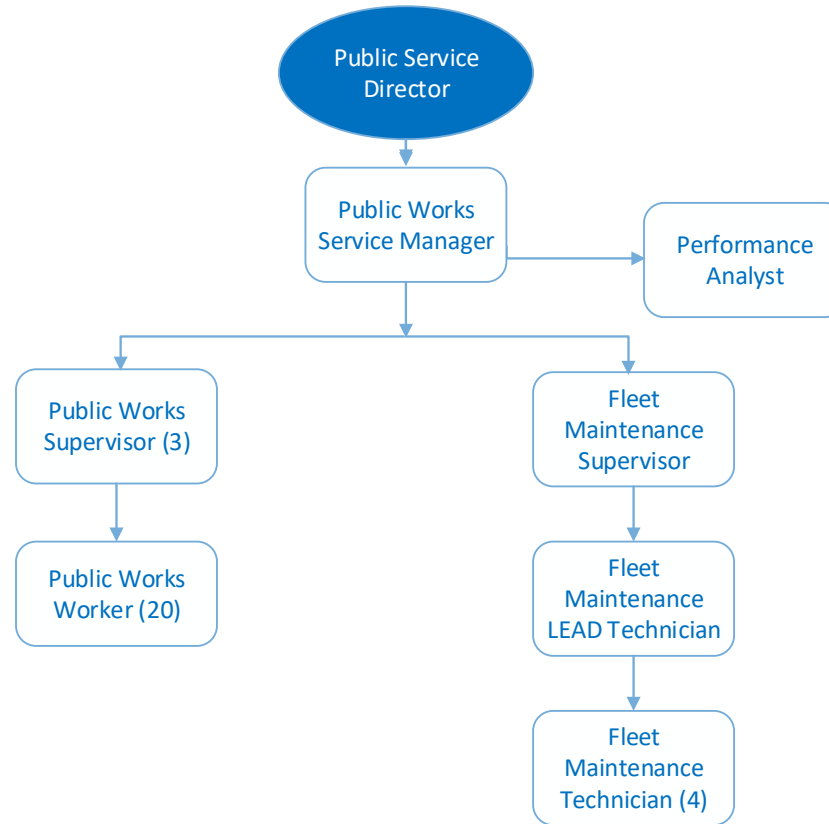 Public Service
Director
Public Works
Service Manager
Performance
Analyst
Public Works
Supervisor (3)
Fleet
Maintenance
Supervisor
Public Works
Worker (20)
Fleet
Maintenance
LEAD Technician
Fleet
Maintenance
Technician (4)